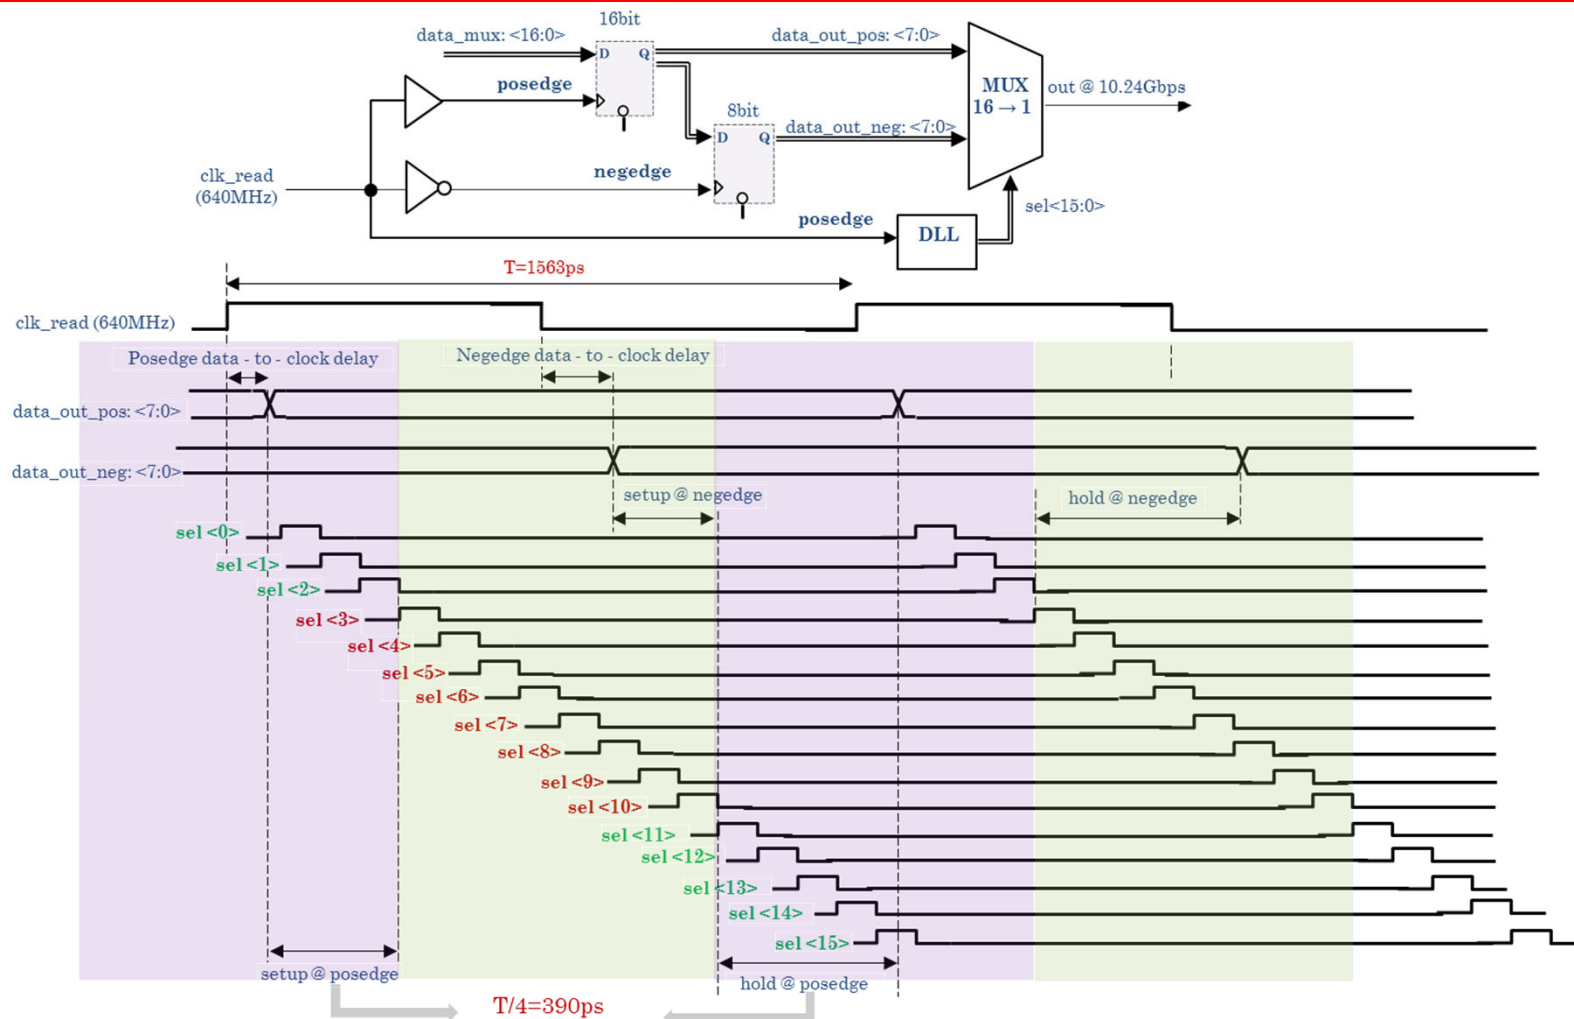 16bit
data_mux: <16:0>
D Q
data_out_pos: <7:0>
posedge
MUX
16 → 1
out @ 10.24Gbps
8bit
D Q
data_out_neg: <7:0>
clk_read
(640MHz)
negedge
sel<15:0>
posedge
DLL
T=1563ps
clk_read (640MHz)
Posedge data - to - clock delay
Negedge data - to - clock delay
data_out_pos: <7:0>
data_out_neg: <7:0>
setup @ negedge
hold @ negedge
sel <0>
sel <1>
sel <2>
sel <3>
sel <4>
sel <5>
sel <6>
sel <7>
sel <8>
sel <9>
sel <10>
sel <11>
sel <12>
sel <13>
sel <14>
sel <15>
setup @ posedge
hold @ posedge
T/4=390ps